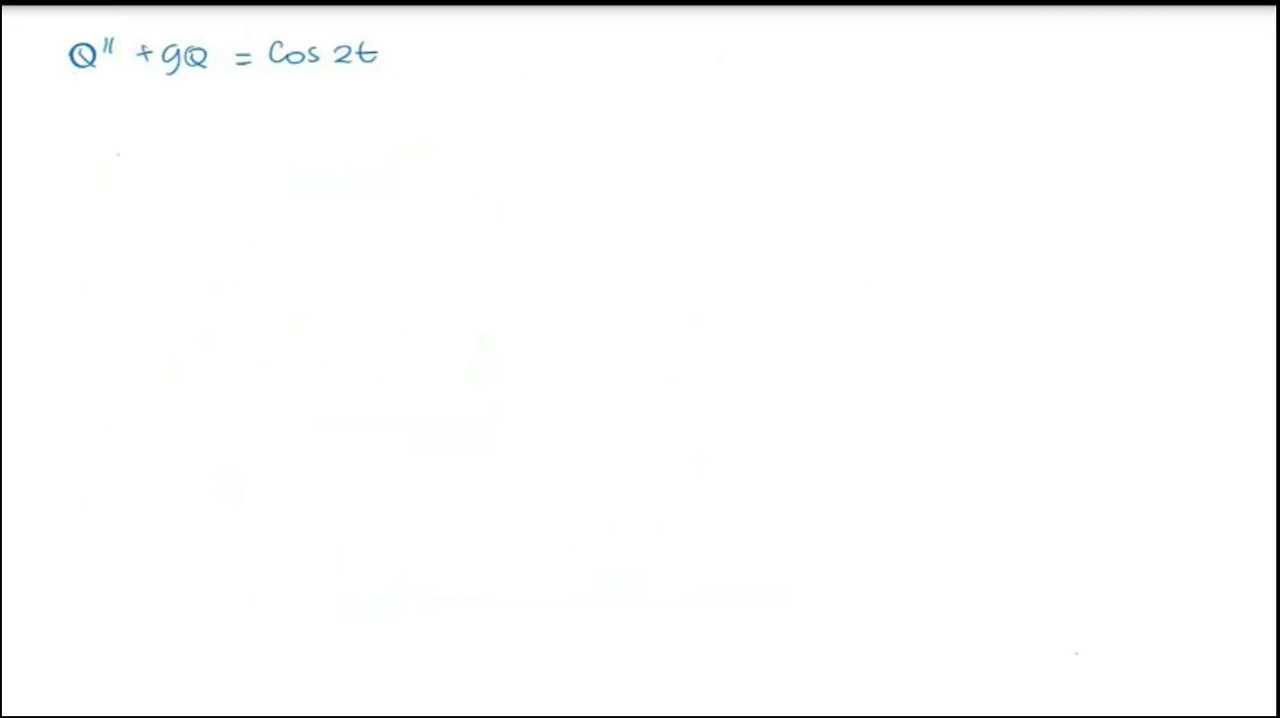 Q" + 9Q = Cos 2t